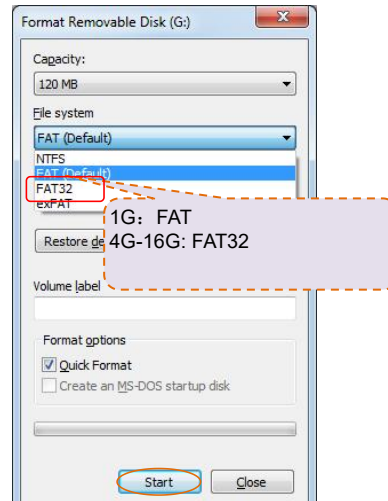 Format Removable Disk (G:)
Capacity:
120 MB
File system
FAT (Default)
NTFS
FAT (Default)
FAT32
exFAT
1G：FAT
4G-16G: FAT32
Restore de
Volume label
Format options
Quick Format
Create an MS-DOS startup disk
Start
Close